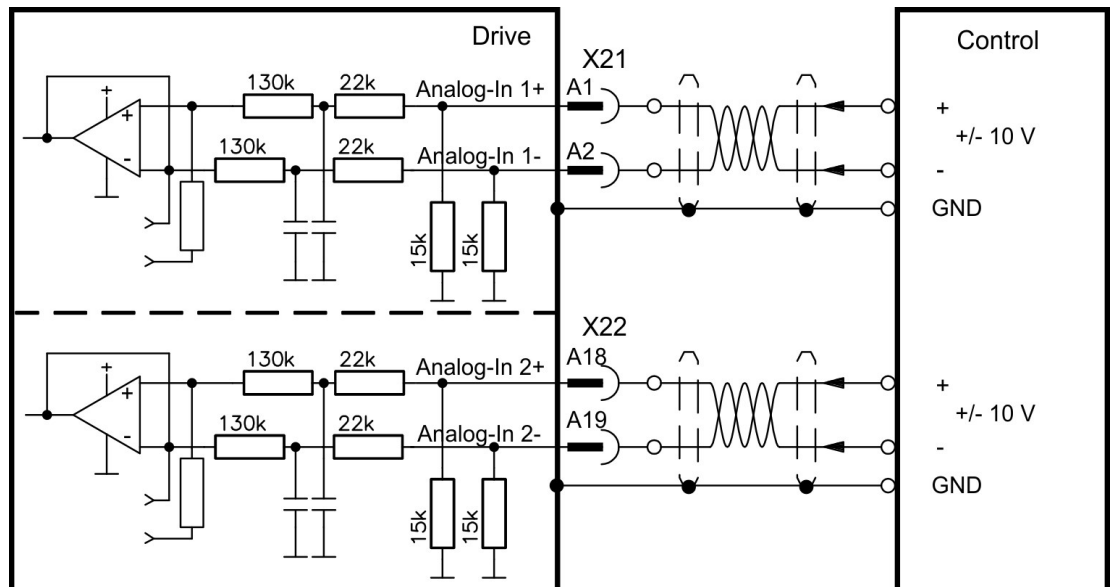 Drive
Control
X21
130k
22k
Analog-In 1+
A1
+
+
+
+/- 10 V
130k
22k
Analog-In 1-
A2
-
-
GND
15k
15k
X22
130k
22k
Analog-In 2+
A18
+
+
+
+/- 10 V
130k
22k
Analog-In 2-
A19
-
-
GND
15k
15k